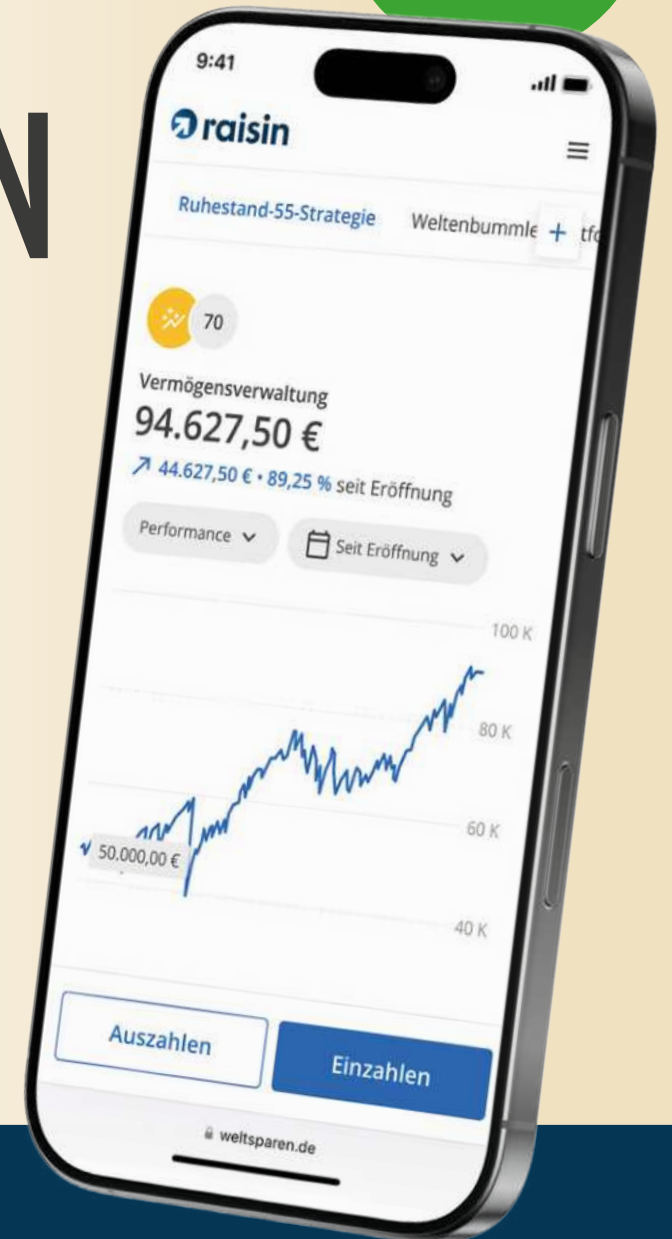 N
9:41
raisin
Ruhestand-55-Strategie Weltenbummle + tfo
70
Vermögensverwaltung
94.627,50 €
44.627,50 € • 89,25 % seit Eröffnung
Performance Seit Eröffnung
100 K
80 K
60 K
50.000,00 €
40 K
Auszahlen Einzahlen
weltsparen.de